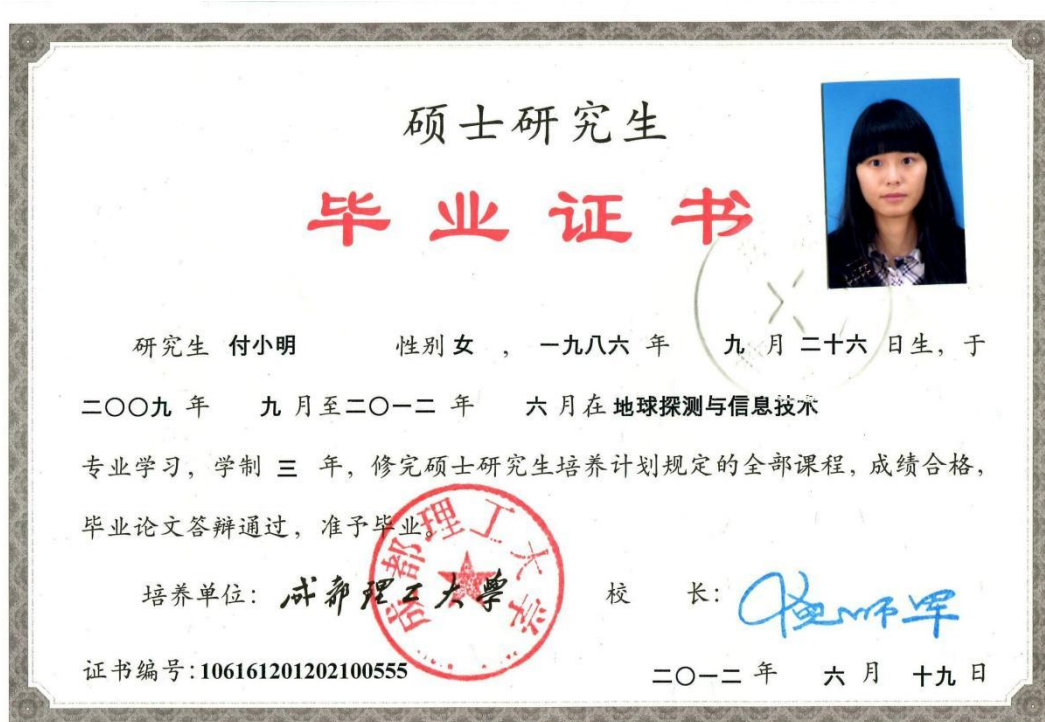 硕士研究生
毕业证书
研究生 付小明 性别 女 , 一九八六 年 九 月 二十六 日生, 于
二〇〇九 年 九 月至二〇一二 年 六 月在 地球探测与信息技术
专业学习, 学制 三 年, 修完硕士研究生培养计划规定的全部课程, 成绩合格,
毕业论文答辩通过, 准予毕业。
培养单位: 成都理工大學 校 长:
成都理工大学
证书编号:106161201202100555 二〇一二 年 六 月 十九 日